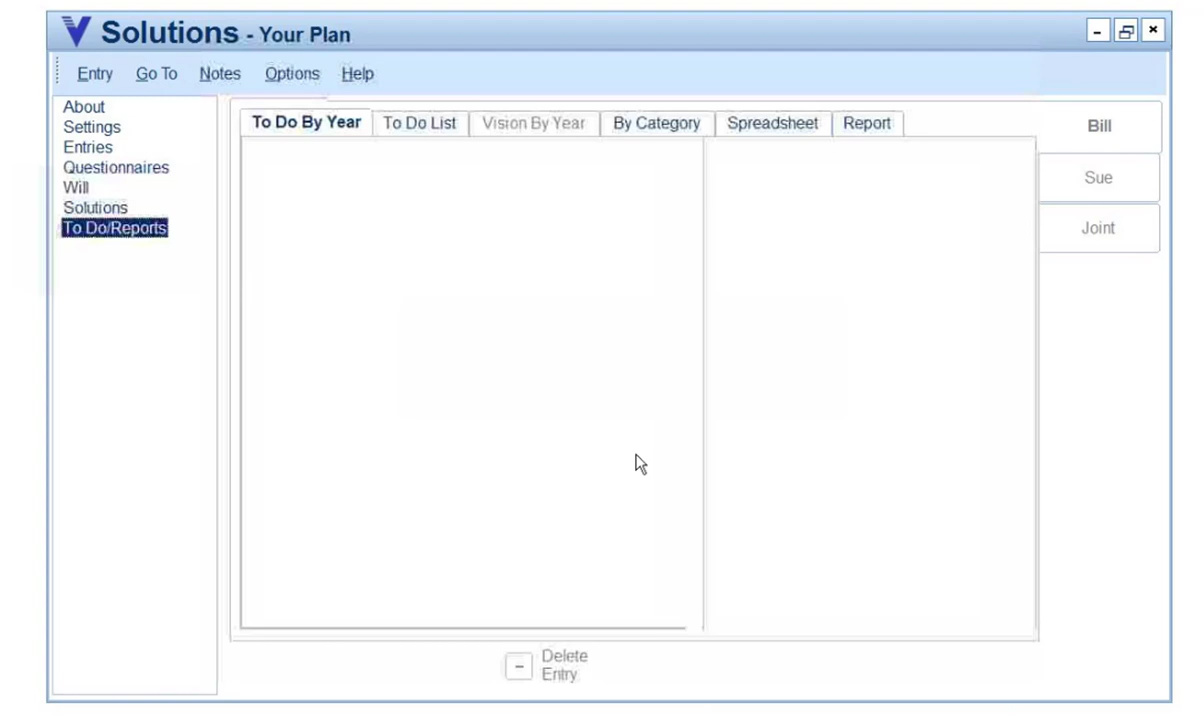 Solutions - Your Plan
Entry Go To Notes Options Help
About
Settings
Entries
Questionnaires
Will
Solutions
To Do/Reports
To Do By Year To Do List Vision By Year By Category Spreadsheet Report
Bill
Sue
Joint
Delete
Entry